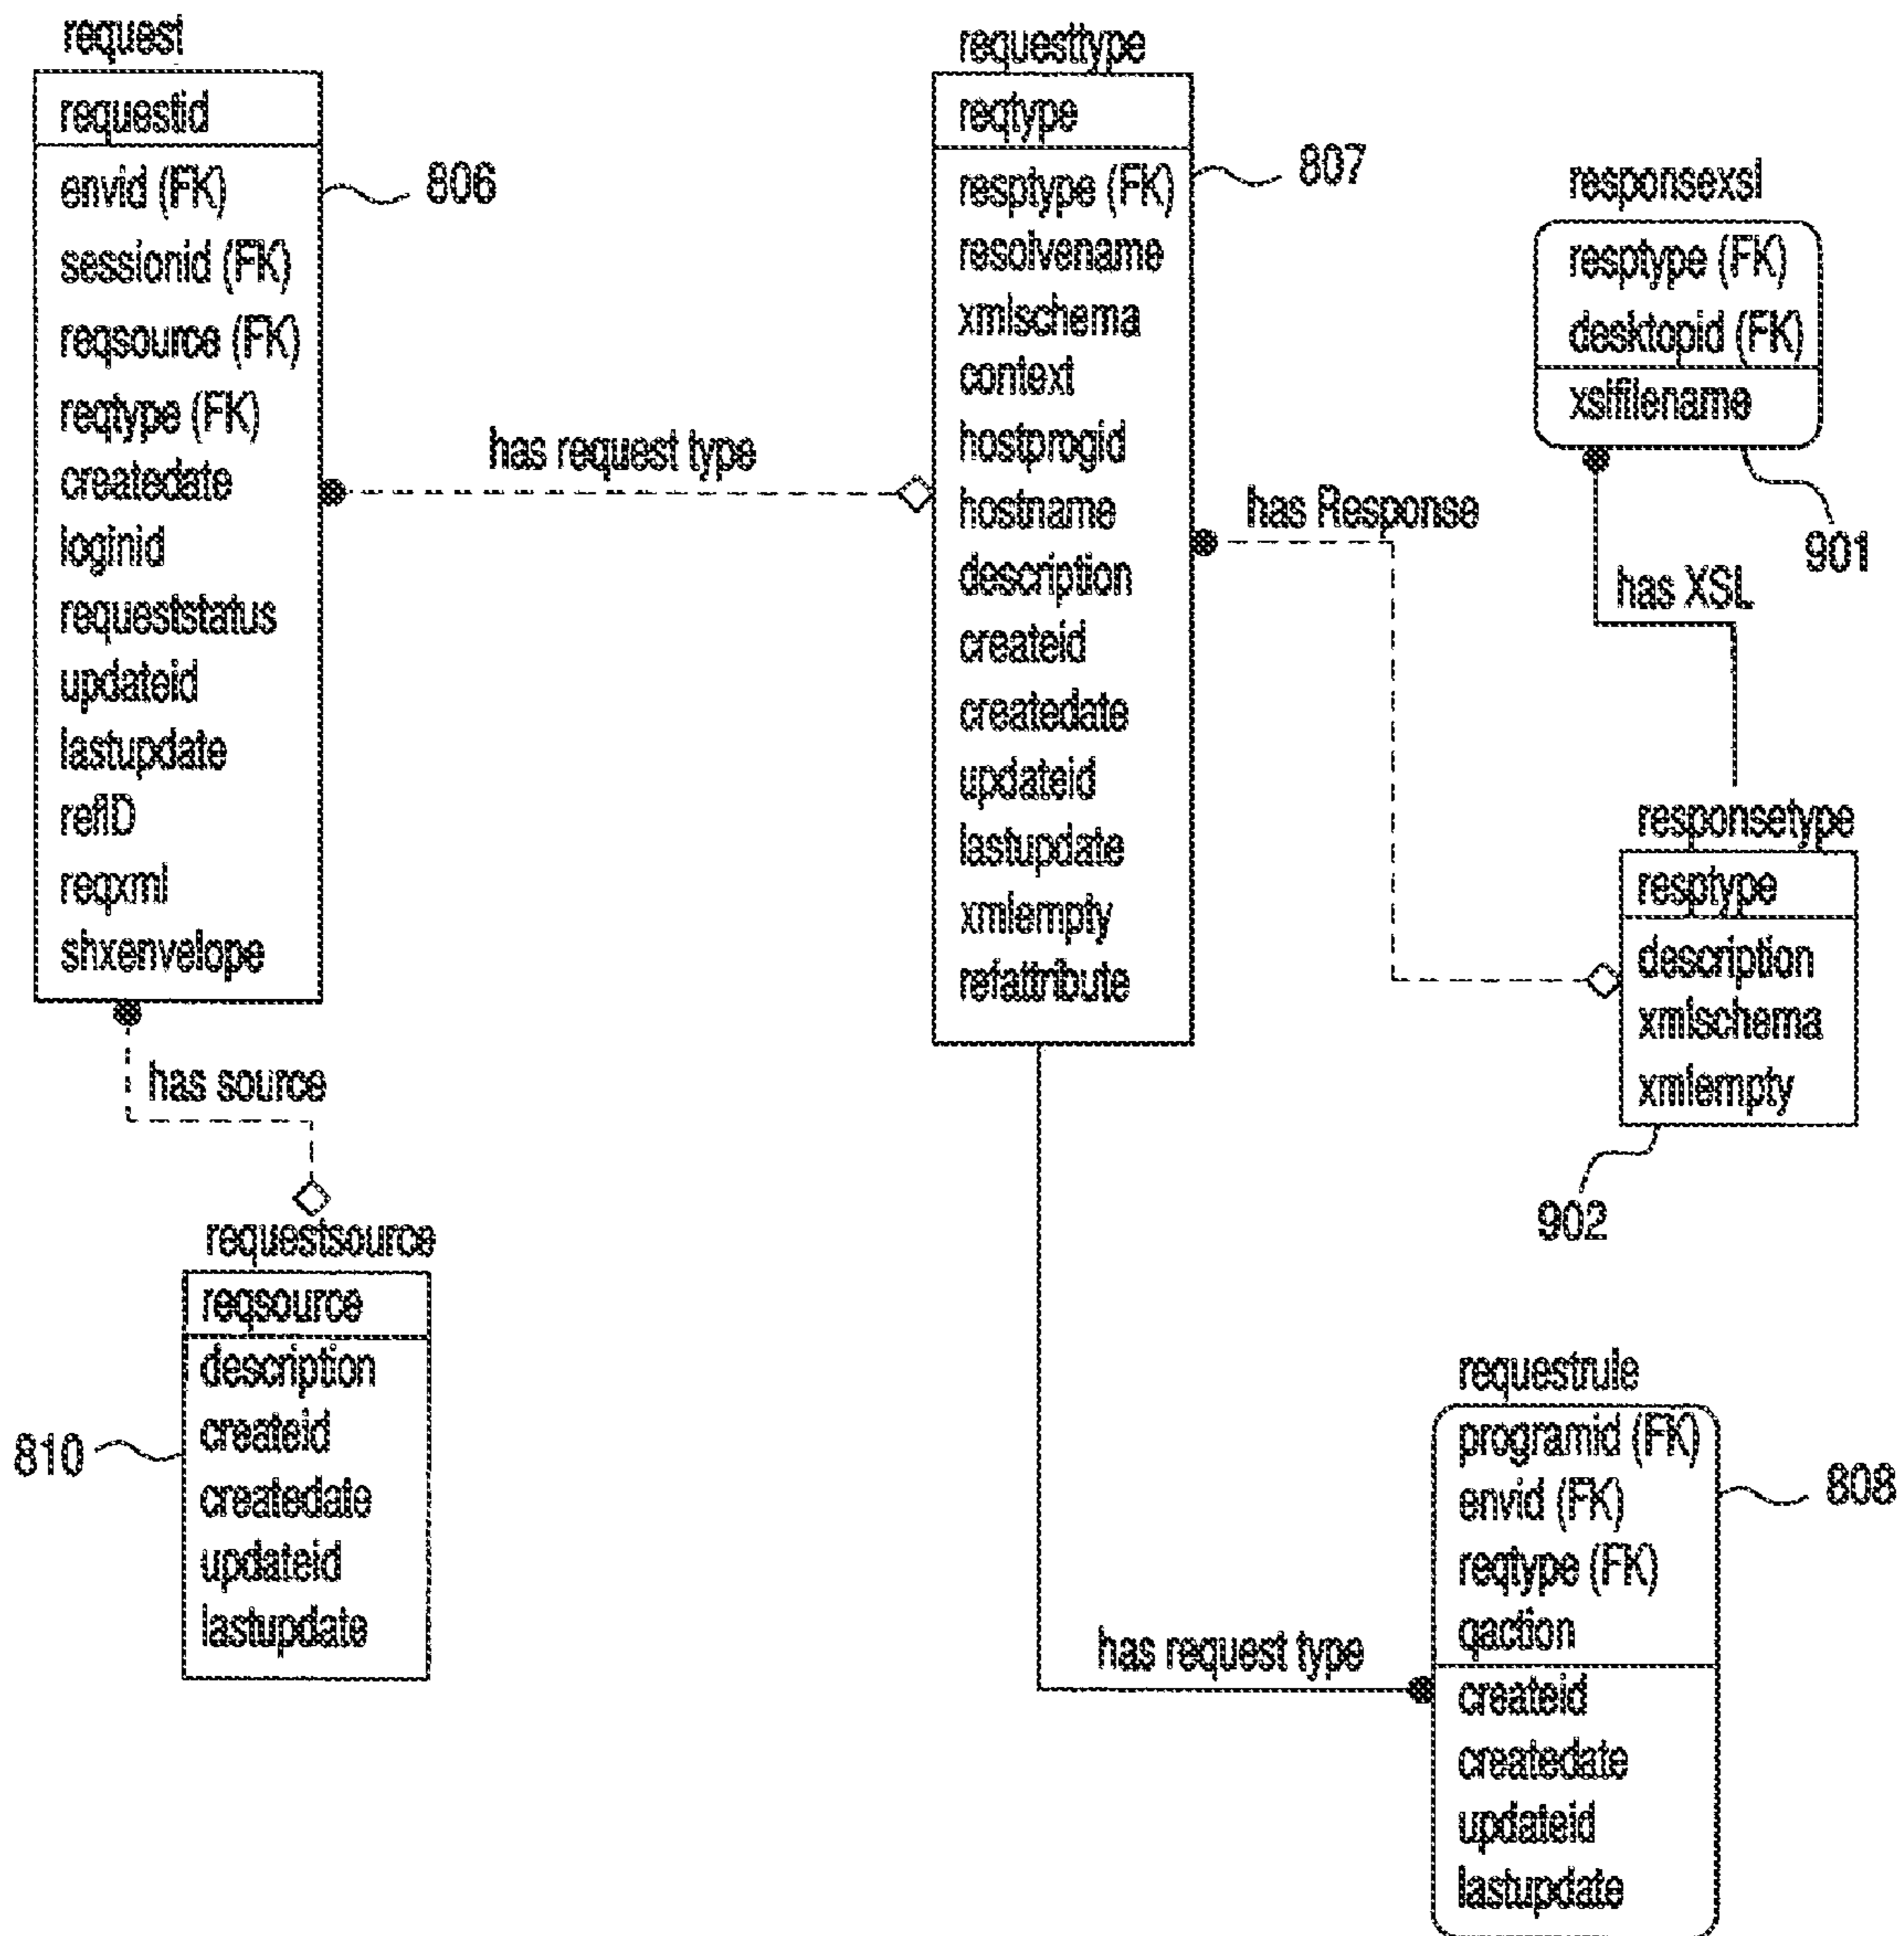 request
requestid
envid (FK)
sessionid (FK)
reqsource (FK)
reqtype (FK)
createdate
loginid
requeststatus
updateid
lastupdate
refID
reqxml
shxenvelope
806
has request type
has source
requestsource
reqsource
description
createid
createdate
updateid
lastupdate
810
requesttype
reqtype
resptype (FK)
resolvename
xmlschema
context
hostprogid
hostname
description
createid
createdate
updateid
lastupdate
xmlempty
refattribute
807
has Response
responsexsl
resptype (FK)
desktopid (FK)
xslfilename
901
has XSL
responsetype
resptype
description
xmlschema
xmlempty
902
has request type
requestrule
programid (FK)
envid (FK)
reqtype (FK)
qaction
createid
createdate
updateid
lastupdate
808